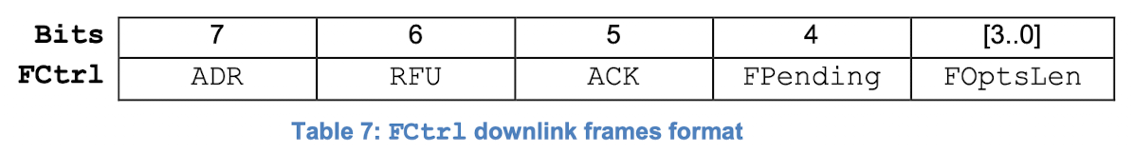 Bits 7 6 5 4 [3..0]
FCtrl ADR RFU ACK FPending FOptsLen
Table 7: FCtrl downlink frames format